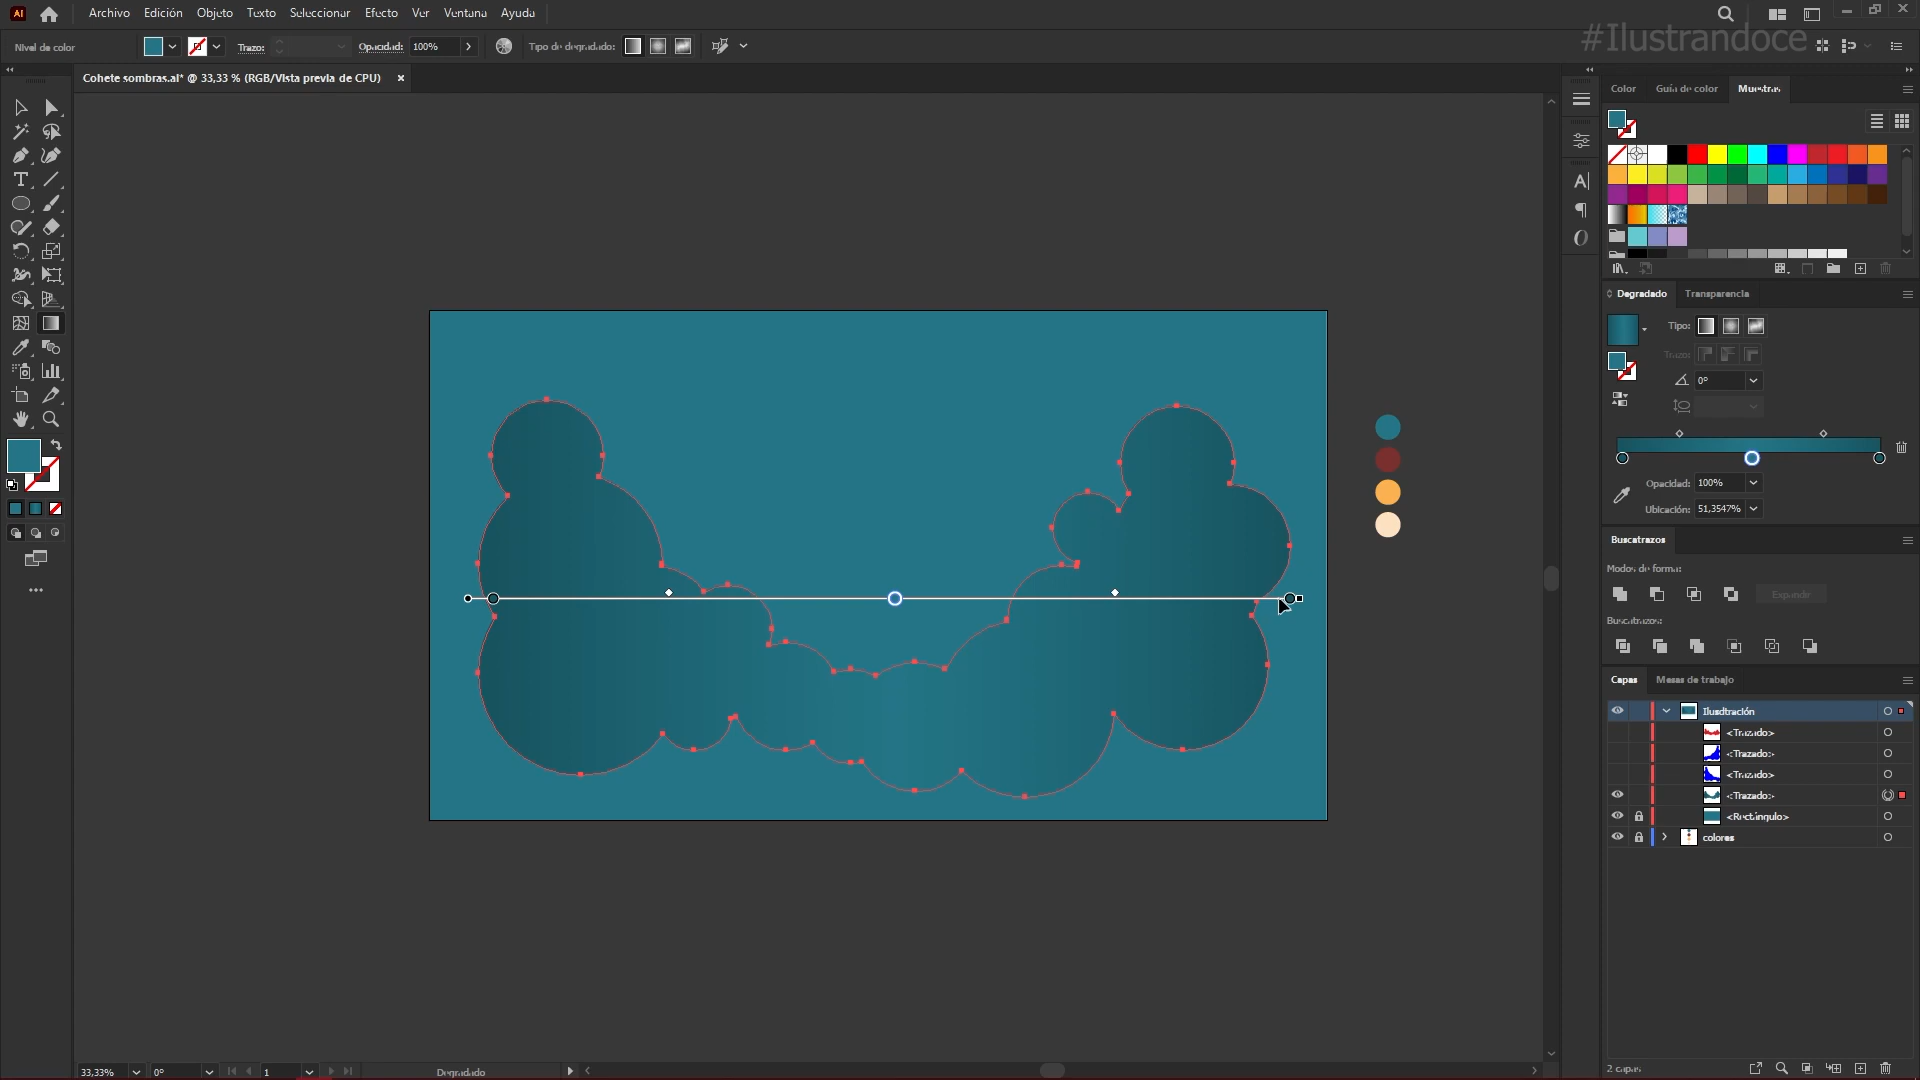 Ai Archivo Edición Objeto Texto Seleccionar Efecto Ver Ventana Ayuda
#Ilustrandoce
Nivel de color Trazo: Opacidad: 100% Tipo de degradado:
Cohete sombras.ai* @ 33,33 % (RGB/Vista previa de CPU) ×
Color Guía de color Muestras
Degradado Transparencia
Tipo:
Trazo:
0°
Opacidad: 100%
Ubicación: 51,3547%
Buscatrazos
Modos de forma:
Expandir
Buscatrazos:
Capas Mesas de trabajo
Ilusdtración
<Trazado>
<Trazado>
<Trazado>
<Trazado>
<Rectángulo>
colores
2 capas
33,33% 0° 1 Degradado